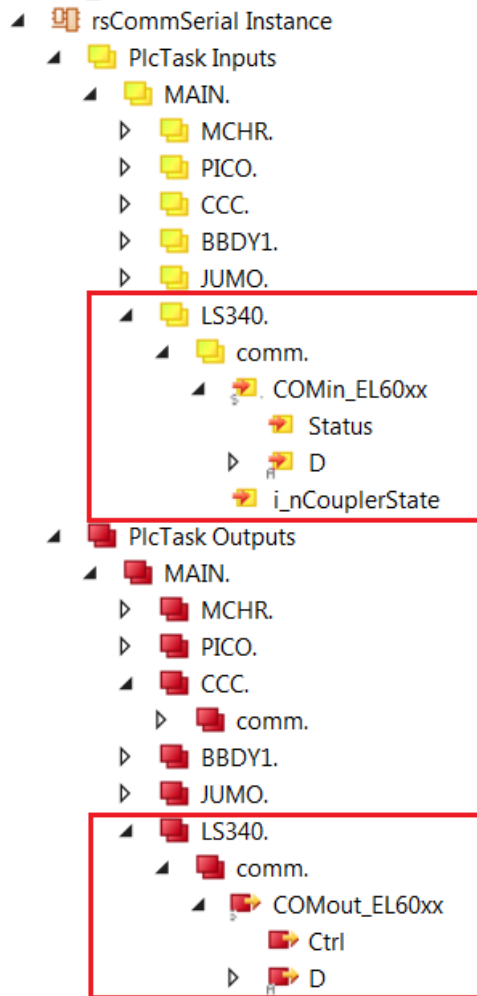 rsCommSerial Instance
PlcTask Inputs
MAIN.
MCHR.
PICO.
CCC.
BBDY1.
JUMO.
LS340.
comm.
COMin_EL60xx
Status
D
i_nCouplerState
PlcTask Outputs
MAIN.
MCHR.
PICO.
CCC.
comm.
BBDY1.
JUMO.
LS340.
comm.
COMout_EL60xx
Ctrl
D